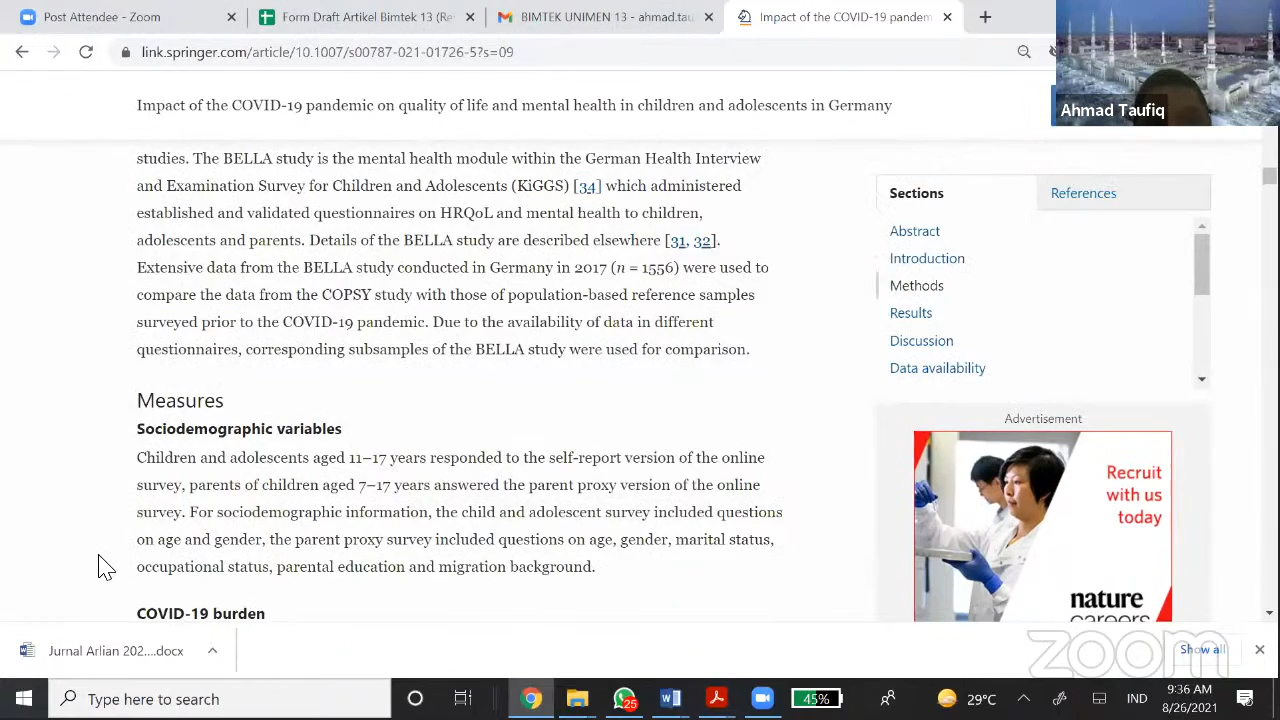 Post Attendee - Zoom
Form Draft Artikel Bimtek 13 (Re
BIMTEK UNIMEN 13 - ahmad.tau
Impact of the COVID-19 pandem
link.springer.com/article/10.1007/s00787-021-01726-5?s=09
Ahmad Taufiq
Impact of the COVID-19 pandemic on quality of life and mental health in children and adolescents in Germany
studies. The BELLA study is the mental health module within the German Health Interview
and Examination Survey for Children and Adolescents (KiGGS) [34] which administered
established and validated questionnaires on HRQoL and mental health to children,
adolescents and parents. Details of the BELLA study are described elsewhere [31, 32].
Extensive data from the BELLA study conducted in Germany in 2017 (n = 1556) were used to
compare the data from the COPSY study with those of population-based reference samples
surveyed prior to the COVID-19 pandemic. Due to the availability of data in different
questionnaires, corresponding subsamples of the BELLA study were used for comparison.
Measures
Sociodemographic variables
Children and adolescents aged 11–17 years responded to the self-report version of the online
survey, parents of children aged 7–17 years answered the parent proxy version of the online
survey. For sociodemographic information, the child and adolescent survey included questions
on age and gender, the parent proxy survey included questions on age, gender, marital status,
occupational status, parental education and migration background.
COVID-19 burden
Sections
References
Abstract
Introduction
Methods
Results
Discussion
Data availability
Advertisement
Recruit
with us
today
nature
careers
Jurnal Arlian 202....docx
Show all
zoom
Type here to search
25
45%
29°C
IND
9:36 AM
8/26/2021